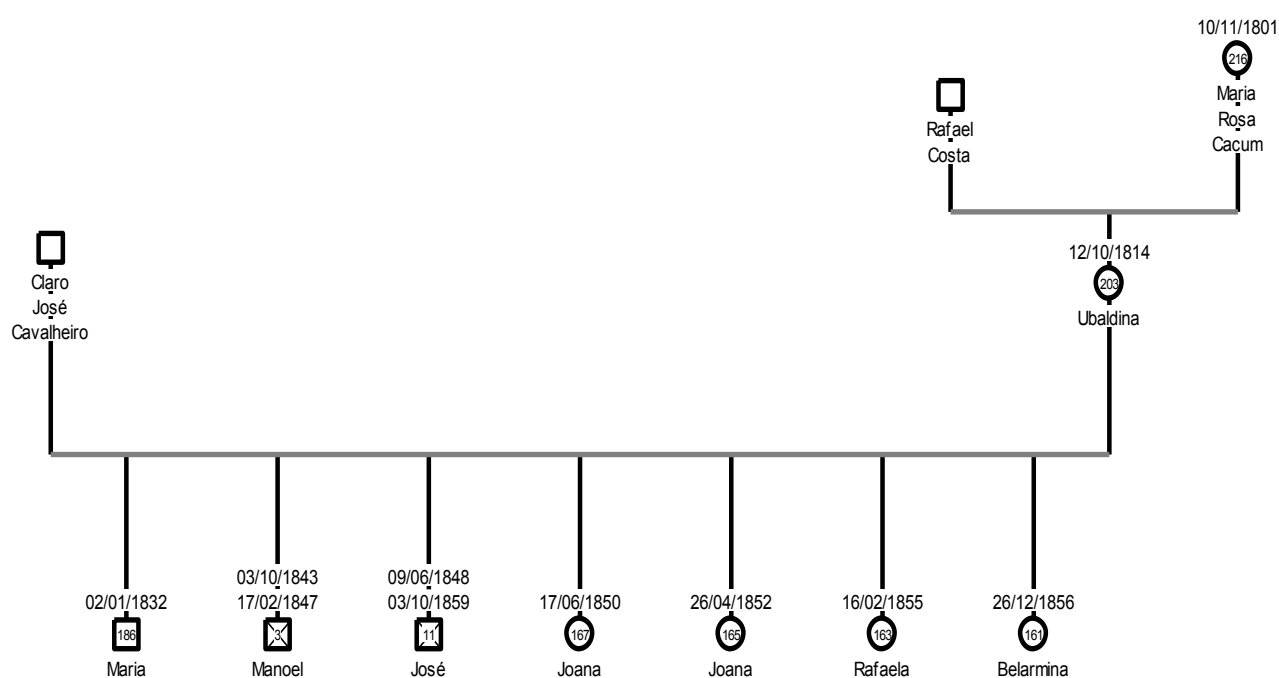 10/11/1801
216
Maria
Rosa
Cacum
Rafael
Costa
12/10/1814
203
Ubaldina
Claro
José
Cavalheiro
02/01/1832
186
Maria
03/10/1843
17/02/1847
3
Manoel
09/06/1848
03/10/1859
11
José
17/06/1850
167
Joana
26/04/1852
165
Joana
16/02/1855
163
Rafaela
26/12/1856
161
Belarmina